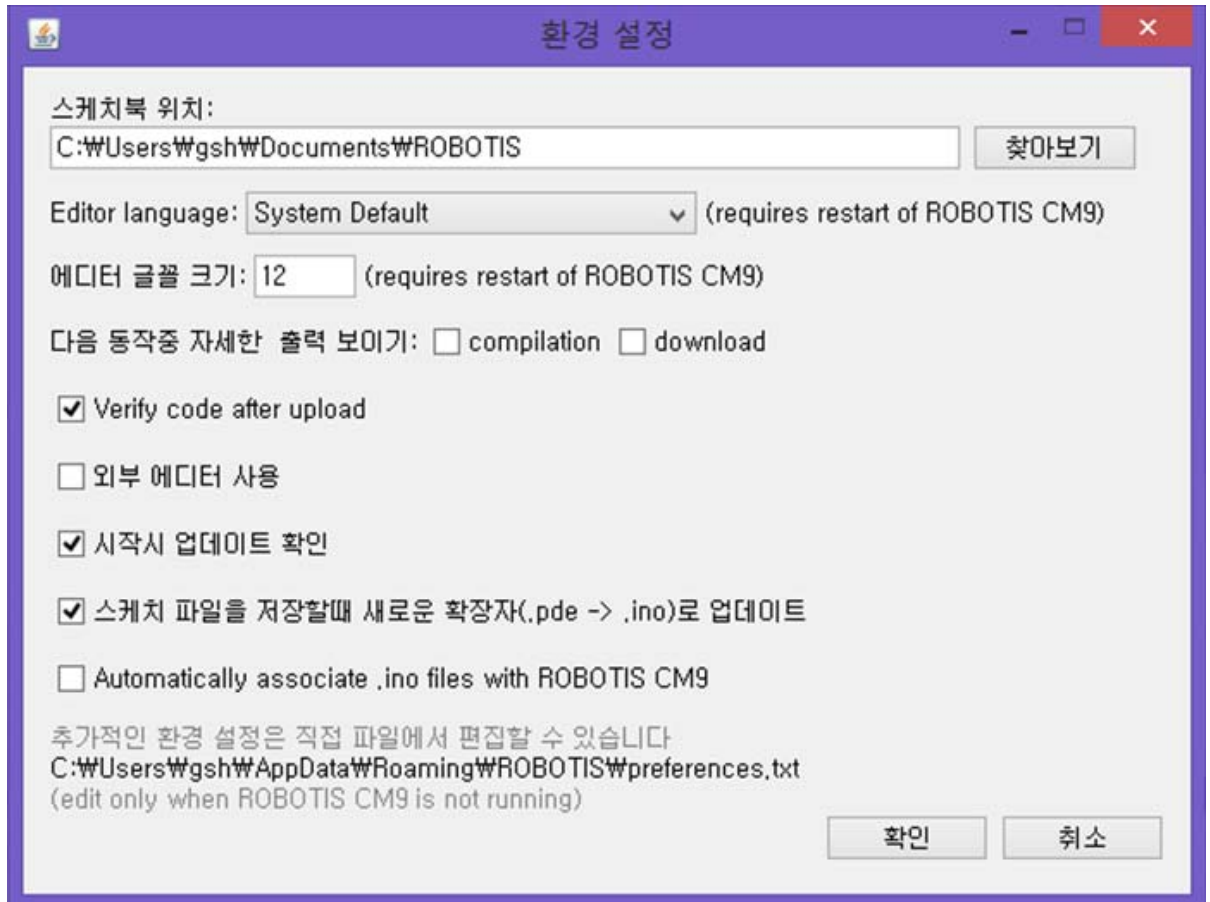 환경 설정
스케치북 위치:
C:₩Users₩gsh₩Documents₩ROBOTIS 찾아보기
Editor language: System Default (requires restart of ROBOTIS CM9)
에디터 글꼴 크기: 12 (requires restart of ROBOTIS CM9)
다음 동작중 자세한 출력 보이기: compilation download
Verify code after upload
외부 에디터 사용
시작시 업데이트 확인
스케치 파일을 저장할때 새로운 확장자(.pde -> .ino)로 업데이트
Automatically associate .ino files with ROBOTIS CM9
추가적인 환경 설정은 직접 파일에서 편집할 수 있습니다
C:₩Users₩gsh₩AppData₩Roaming₩ROBOTIS₩preferences.txt
(edit only when ROBOTIS CM9 is not running)
확인 취소